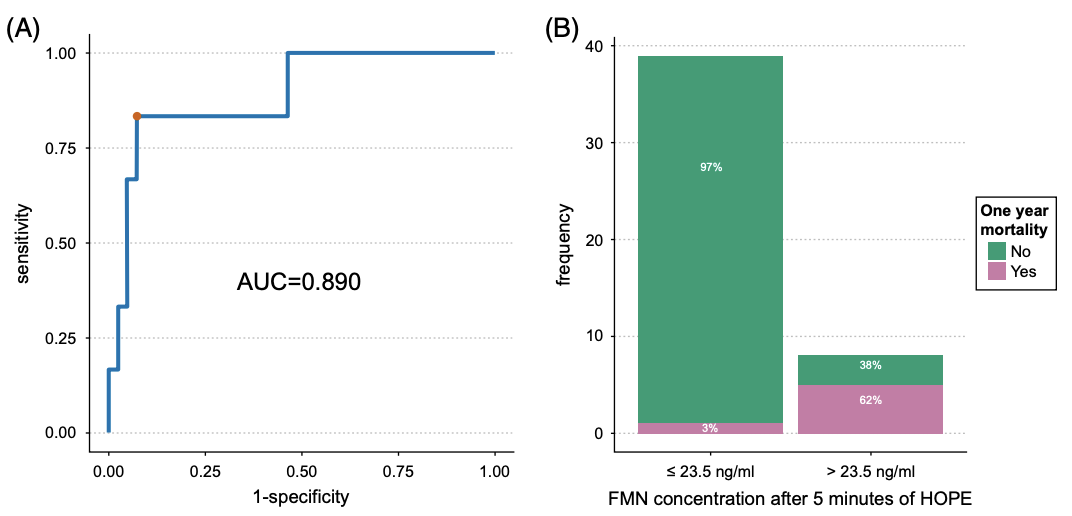 (A)
1.00
0.75
0.50
0.25
0.00
sensitivity
AUC=0.890
0.00 0.25 0.50 0.75 1.00
1-specificity
(B)
40
30
20
10
0
frequency
97%
3%
38%
62%
≤ 23.5 ng/ml > 23.5 ng/ml
FMN concentration after 5 minutes of HOPE
One year
mortality
No
Yes